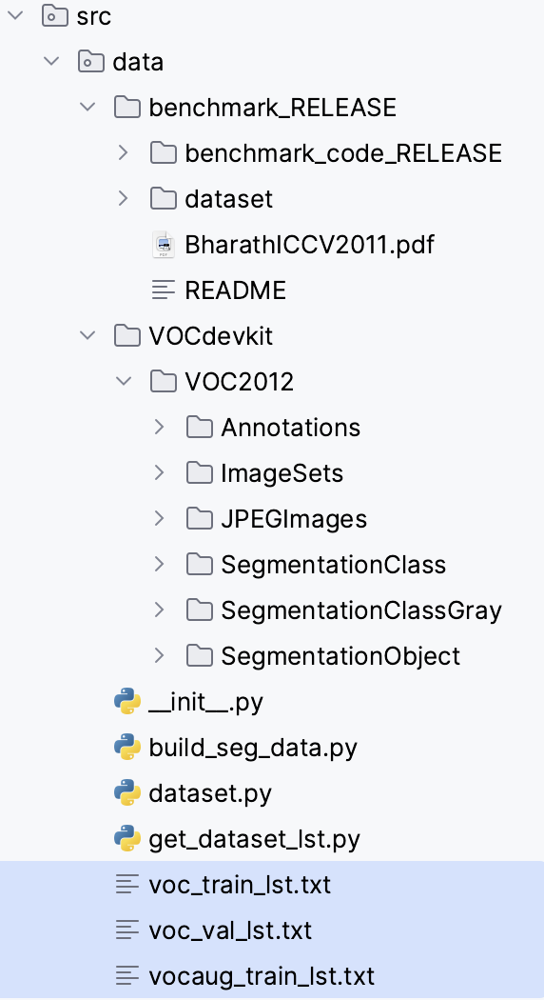 src
data
benchmark_RELEASE
benchmark_code_RELEASE
dataset
BharathICCV2011.pdf
README
VOCdevkit
VOC2012
Annotations
ImageSets
JPEGImages
SegmentationClass
SegmentationClassGray
SegmentationObject
__init__.py
build_seg_data.py
dataset.py
get_dataset_lst.py
voc_train_lst.txt
voc_val_lst.txt
vocaug_train_lst.txt